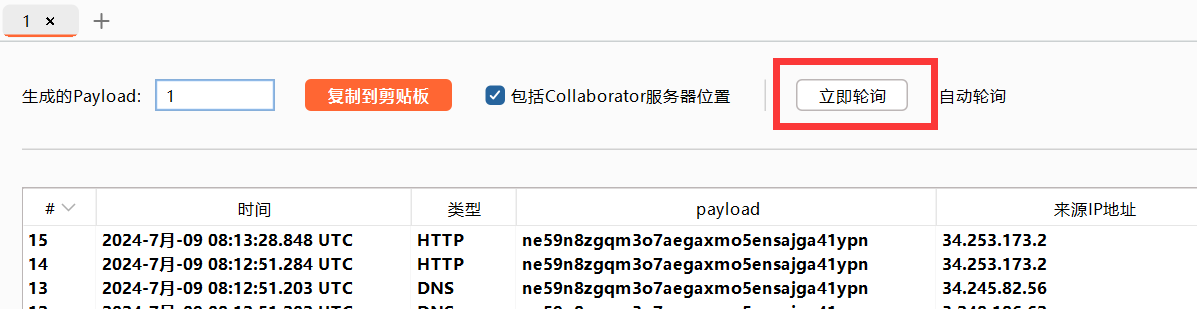 1
生成的Payload: 1 复制到剪贴板 包括Collaborator服务器位置 立即轮询 自动轮询
# 时间 类型 payload 来源IP地址
15 2024-7月-09 08:13:28.848 UTC HTTP ne59n8zgqm3o7aegaxmo5ensajga41ypn 34.253.173.2
14 2024-7月-09 08:12:51.284 UTC HTTP ne59n8zgqm3o7aegaxmo5ensajga41ypn 34.253.173.2
13 2024-7月-09 08:12:51.203 UTC DNS ne59n8zgqm3o7aegaxmo5ensajga41ypn 34.245.82.56